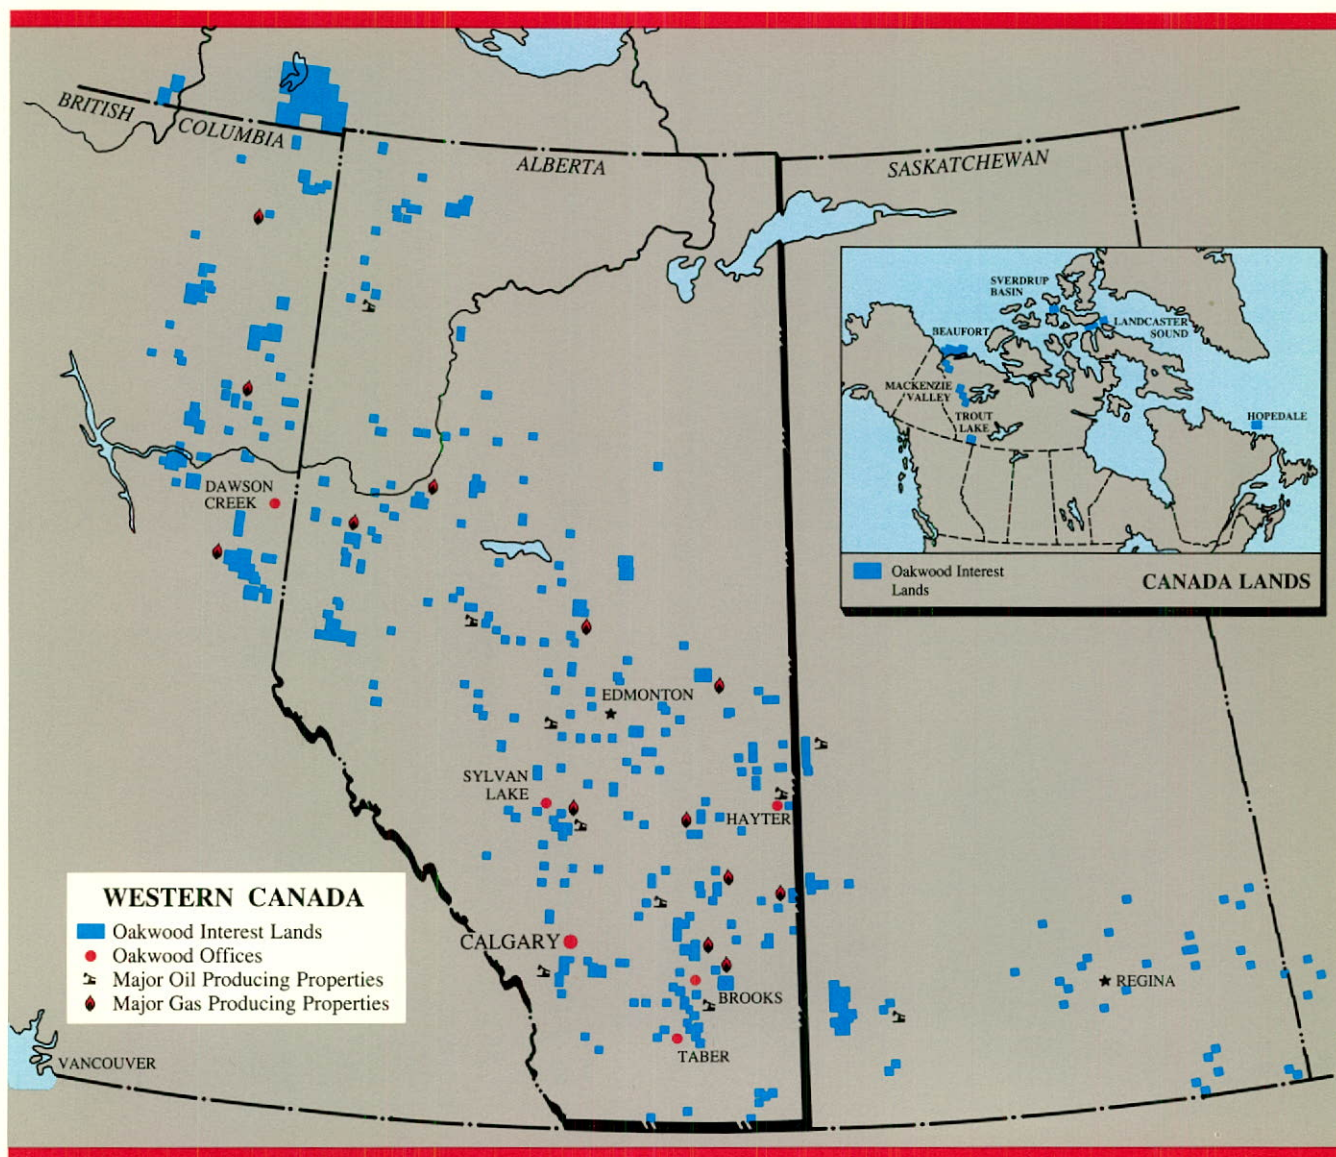 BRITISH
COLUMBIA
ALBERTA
SASKATCHEWAN
SVERDRUP
BASIN
LANDCASTER
SOUND
BEAUFORT
MACKENZIE
VALLEY
TROUT
LAKE
HOPEDALE
Oakwood Interest
Lands
CANADA LANDS
DAWSON
CREEK
EDMONTON
SYLVAN
LAKE
HAYTER
WESTERN CANADA
Oakwood Interest Lands
Oakwood Offices
Major Oil Producing Properties
Major Gas Producing Properties
CALGARY
BROOKS
REGINA
TABER
VANCOUVER